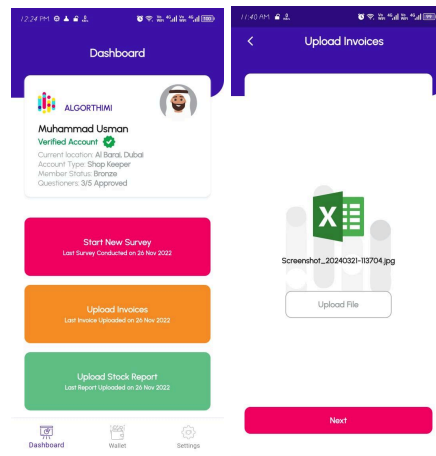 12:24 PM
Dashboard
ALGORTHIMI
Muhammad Usman
Verified Account
Current location: Al Barai, Dubai
Account Type: Shop Keeper
Member Status: Bronze
Questioners: 3/5 Approved
Start New Survey
Last Survey Conducted on 26 Nov 2022
Upload Invoices
Last Invoice Uploaded on 26 Nov 2022
Upload Stock Report
Last Report Uploaded on 26 Nov 2022
Dashboard
Wallet
Settings
11:40 AM
Upload Invoices
X
Screenshot_20240321-113704.jpg
Upload File
Next